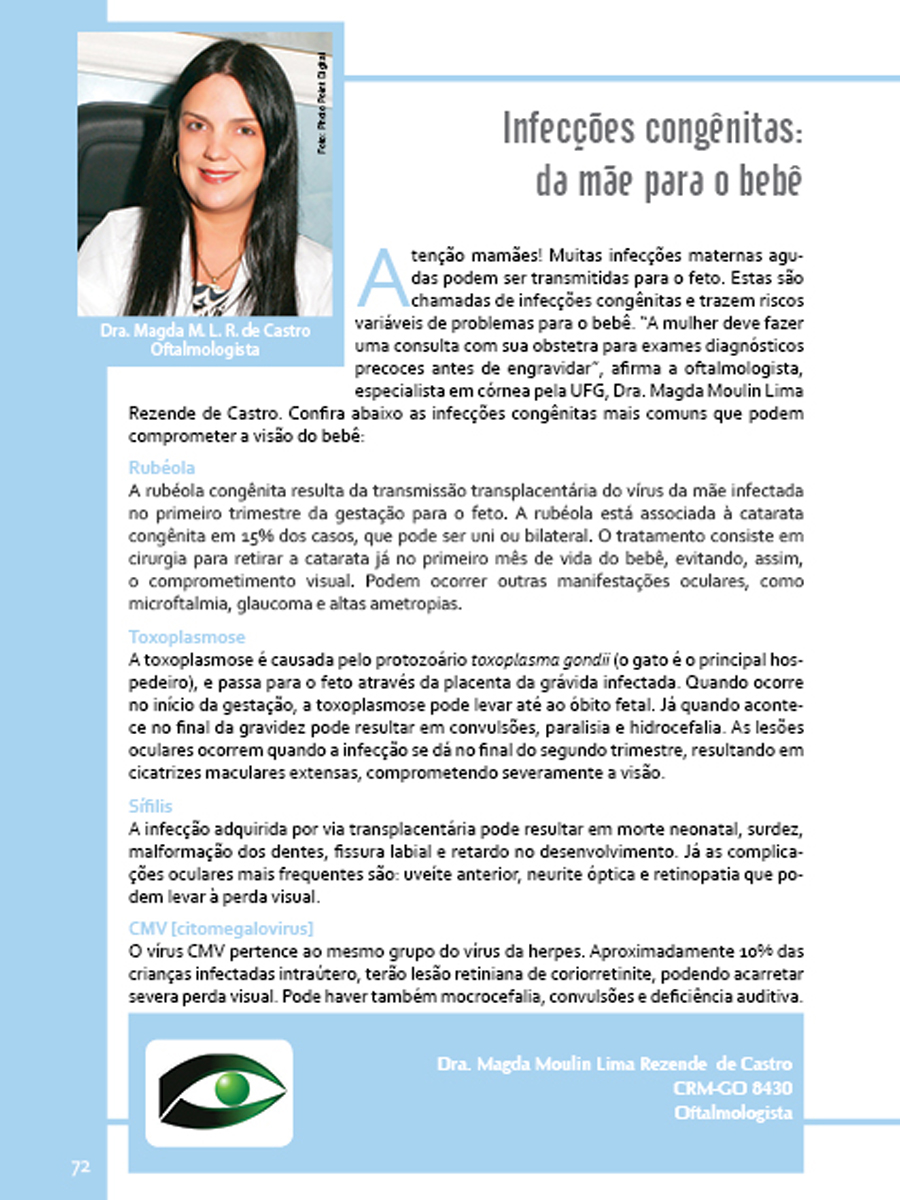 Foto: Photo Point Digital
Dra. Magda M. L. R. de Castro
Oftalmologista
Infecções congênitas:
da mãe para o bebê
Atenção mamães! Muitas infecções maternas agu-
das podem ser transmitidas para o feto. Estas são
chamadas de infecções congênitas e trazem riscos
variáveis de problemas para o bebê. “A mulher deve fazer
uma consulta com sua obstetra para exames diagnósticos
precoces antes de engravidar”, afirma a oftalmologista,
especialista em córnea pela UFG, Dra. Magda Moulin Lima
Rezende de Castro. Confira abaixo as infecções congênitas mais comuns que podem
comprometer a visão do bebê:
Rubéola
A rubéola congênita resulta da transmissão transplacentária do vírus da mãe infectada
no primeiro trimestre da gestação para o feto. A rubéola está associada à catarata
congênita em 15% dos casos, que pode ser uni ou bilateral. O tratamento consiste em
cirurgia para retirar a catarata já no primeiro mês de vida do bebê, evitando, assim,
o comprometimento visual. Podem ocorrer outras manifestações oculares, como
microftalmia, glaucoma e altas ametropias.
Toxoplasmose
A toxoplasmose é causada pelo protozoário toxoplasma gondii (o gato é o principal hos-
pedeiro), e passa para o feto através da placenta da grávida infectada. Quando ocorre
no início da gestação, a toxoplasmose pode levar até ao óbito fetal. Já quando aconte-
ce no final da gravidez pode resultar em convulsões, paralisia e hidrocefalia. As lesões
oculares ocorrem quando a infecção se dá no final do segundo trimestre, resultando em
cicatrizes maculares extensas, comprometendo severamente a visão.
Sífilis
A infecção adquirida por via transplacentária pode resultar em morte neonatal, surdez,
malformação dos dentes, fissura labial e retardo no desenvolvimento. Já as complica-
ções oculares mais frequentes são: uveíte anterior, neurite óptica e retinopatia que po-
dem levar à perda visual.
CMV [citomegalovirus]
O vírus CMV pertence ao mesmo grupo do vírus da herpes. Aproximadamente 10% das
crianças infectadas intraútero, terão lesão retiniana de coriorretinite, podendo acarretar
severa perda visual. Pode haver também mocrocefalia, convulsões e deficiência auditiva.
Dra. Magda Moulin Lima Rezende de Castro
CRM-GO 8430
Oftalmologista
72